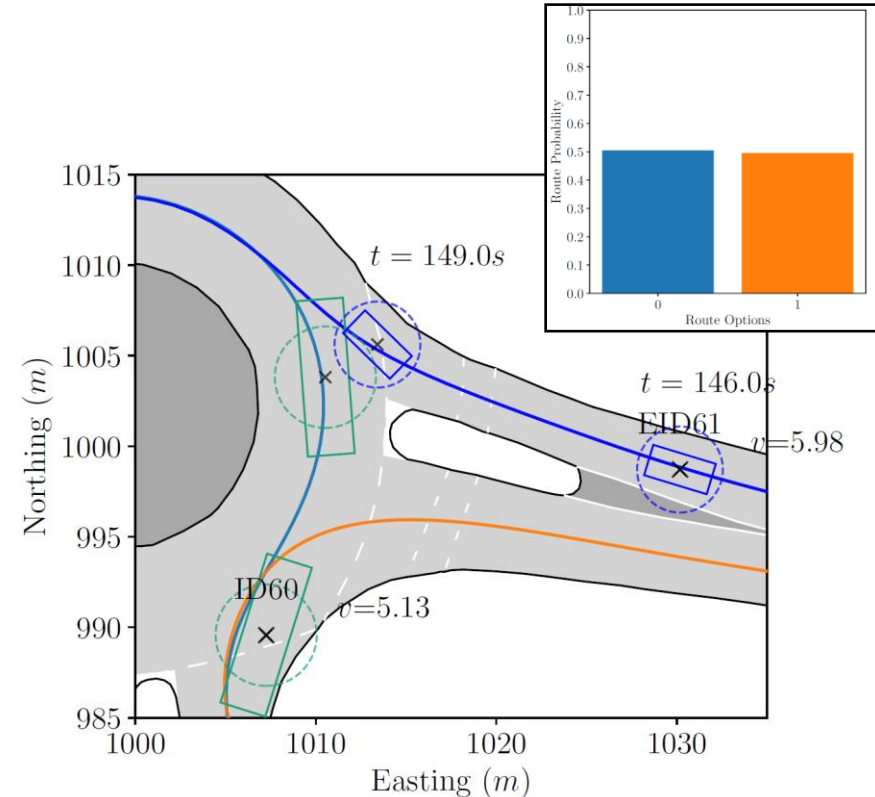 1.0
0.9
0.8
0.7
0.6
0.5
0.4
0.3
0.2
0.1
0.0
Route Probability
0 1
Route Options
1015
1010
1005
1000
995
990
985
Northing (m)
t = 149.0s
t = 146.0s
EID61
v=5.98
ID60
v=5.13
1000 1010 1020 1030
Easting (m)